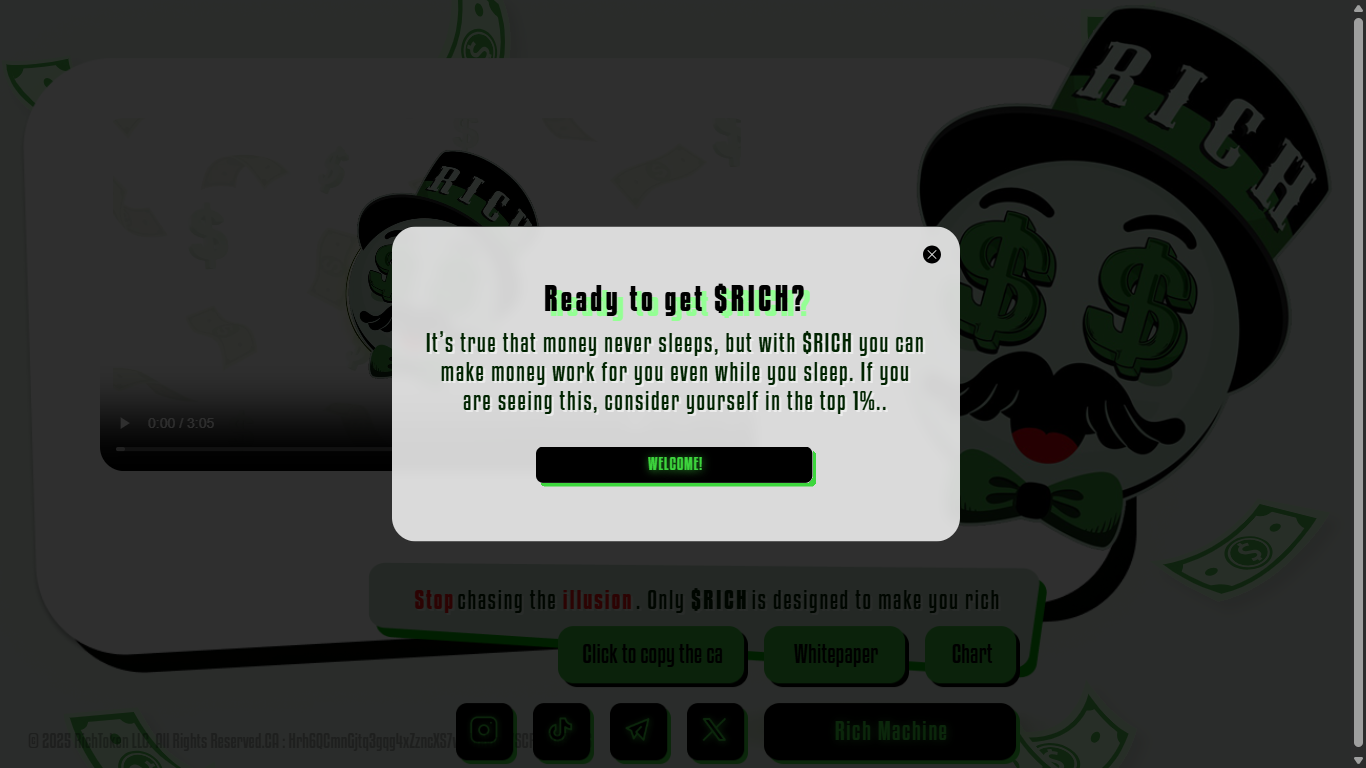 RICH
RICH
Ready to get $RICH?
It's true that money never sleeps, but with $RICH you can
make money work for you even while you sleep. If you
are seeing this, consider yourself in the top 1%..
0:00 / 3:05
WELCOME!
Stop chasing the illusion. Only $RICH is designed to make you rich
Click to copy the ca
Whitepaper
Chart
Rich Machine
© 2025 RichToken LLC. All Rights Reserved.CA :